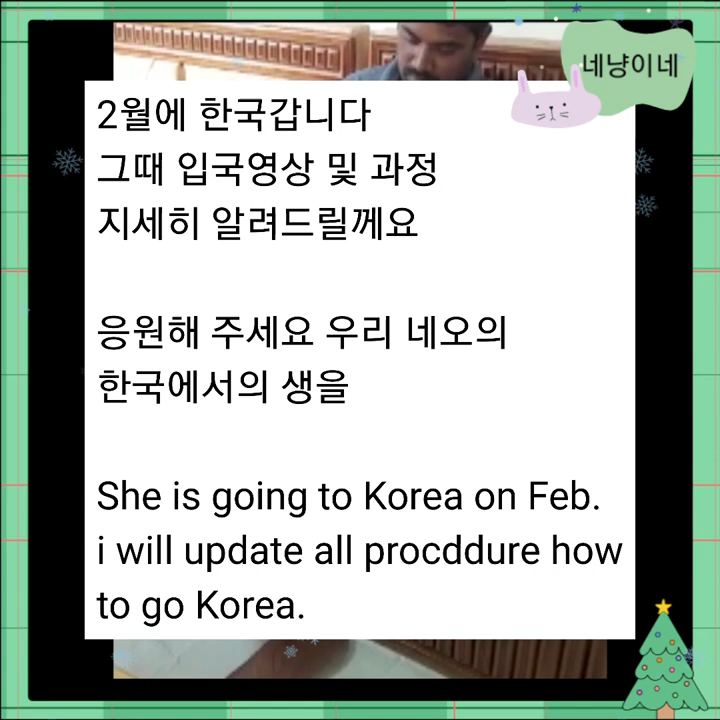 네냥이네
2월에 한국갑니다
그때 입국영상 및 과정
지세히 알려드릴께요
응원해 주세요 우리 네오의
한국에서의 생을
She is going to Korea on Feb.
i will update all procddure how
to go Korea.